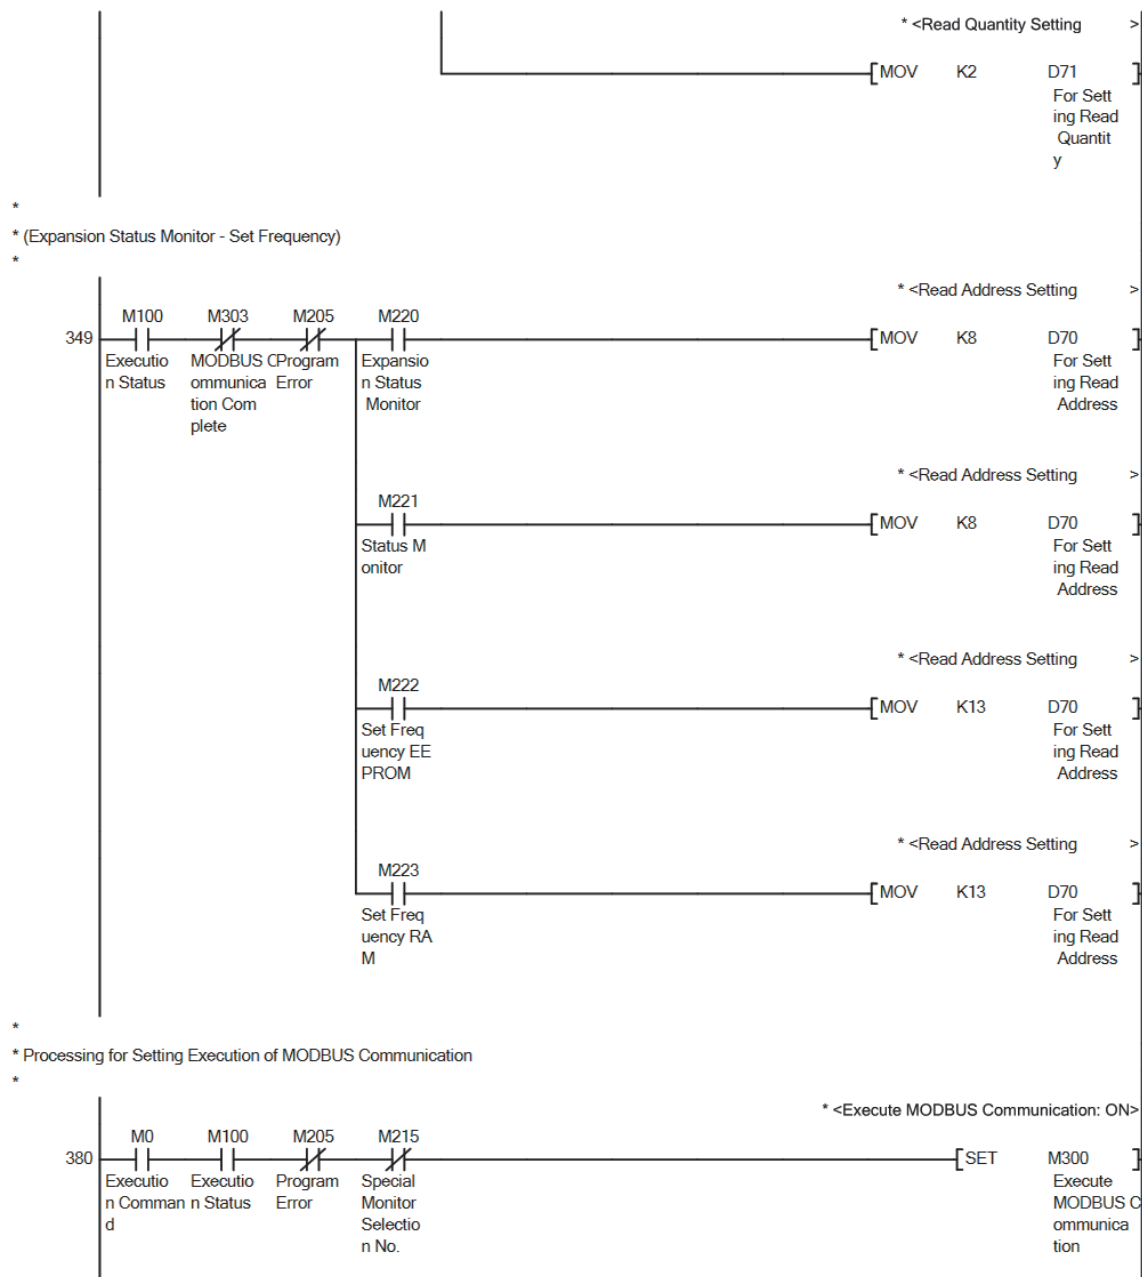 * <Read Quantity Setting >
MOV K2 D71
For Sett
ing Read
Quantit
y
*
* (Expansion Status Monitor - Set Frequency)
*
* <Read Address Setting >
M100 M303 M205 M220
349 MOV K8 D70
Executio MODBUS C Program Expansio For Sett
n Status ommunica Error n Status ing Read
tion Com Monitor Address
plete
* <Read Address Setting >
M221
MOV K8 D70
Status M For Sett
onitor ing Read
Address
* <Read Address Setting >
M222
MOV K13 D70
Set Freq For Sett
uency EE ing Read
PROM Address
* <Read Address Setting >
M223
MOV K13 D70
Set Freq For Sett
uency RA ing Read
M Address
*
* Processing for Setting Execution of MODBUS Communication
*
* <Execute MODBUS Communication: ON>
M0 M100 M205 M215
380 SET M300
Executio Executio Program Special Execute
n Comman n Status Error Monitor MODBUS C
d Selectio ommunica
n No. tion